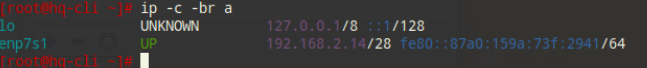 [root@hq-cli ~]# ip -c -br a
lo UNKNOWN 127.0.0.1/8 ::1/128
enp7s1 UP 192.168.2.14/28 fe80::87a0:159a:73f:2941/64
[root@hq-cli ~]#